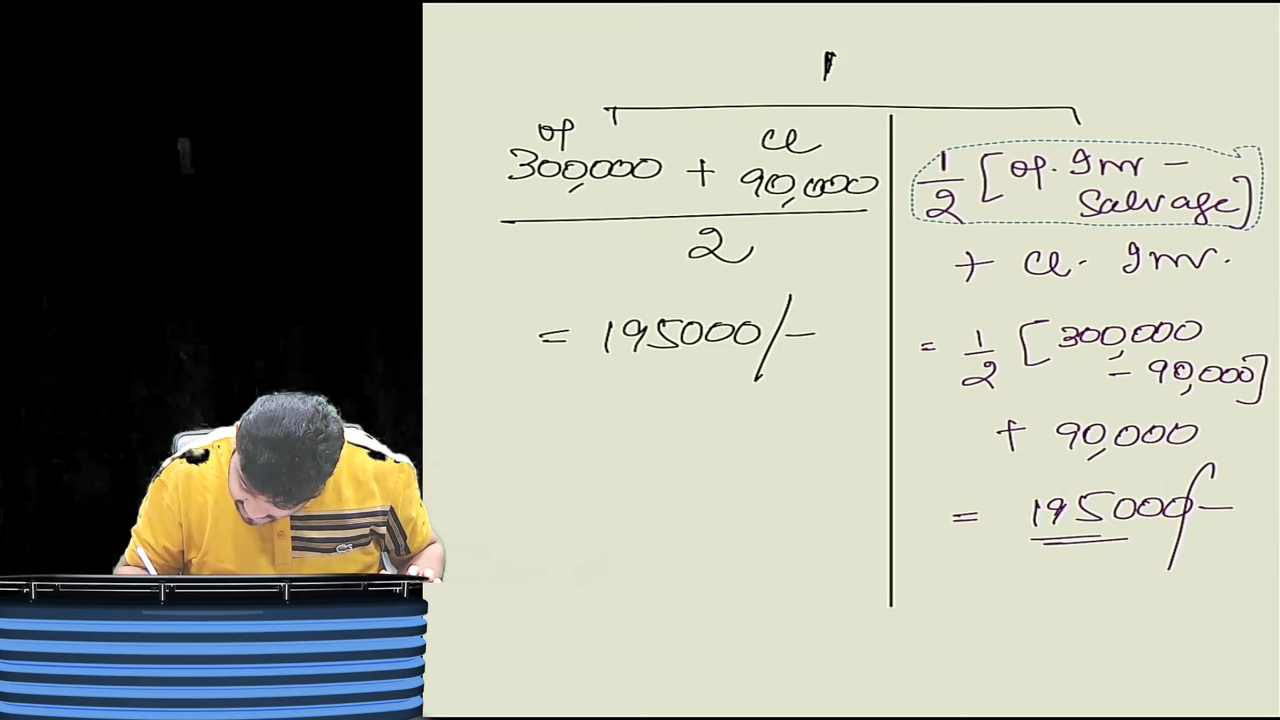 op cl
300,000 + 90,000
2
= 195000/-
1/2 [op. Inv -
Salvage]
+ cl. Inv.
= 1/2 [300,000
- 90,000]
+ 90,000
= 195000/-